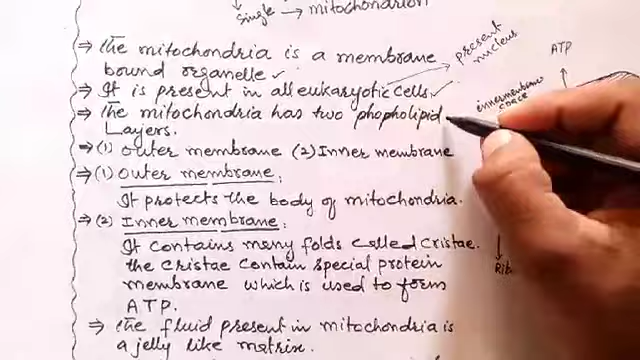 single → mitochondrion
⇒ The mitochondria is a membrane
bound organelle ✓
⇒ It is present in all eukaryotic cells. ✓
present
nucleus
⇒ The mitochondria has two phopholipid
Layers.
⇒ (1) Outer membrane (2) Inner membrane
⇒ (1) Outer membrane:
It protects the body of mitochondria.
⇒ (2) Inner membrane:
It contains many folds called cristae.
the cristae contain special protein
membrane which is used to form
ATP.
⇒ The fluid present in mitochondria is
a jelly like matrix.
ATP
Rib